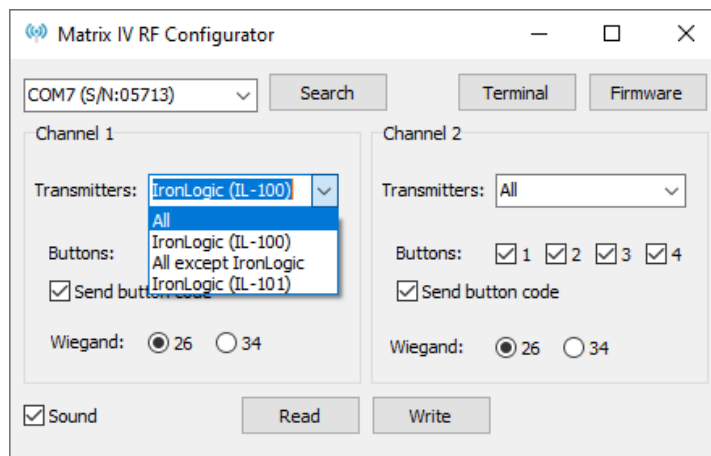 Matrix IV RF Configurator
COM7 (S/N:05713) Search Terminal Firmware
Channel 1
Transmitters: IronLogic (IL-100)
All
IronLogic (IL-100)
All except IronLogic
IronLogic (IL-101)
Buttons:
Send button code
Wiegand: 26 34
Channel 2
Transmitters: All
Buttons: 1 2 3 4
Send button code
Wiegand: 26 34
Sound Read Write